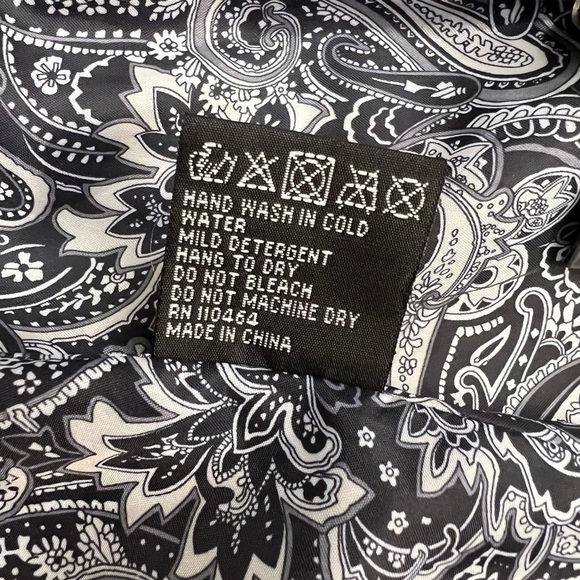 HAND WASH IN COLD
WATER
MILD DETERGENT
HANG TO DRY
DO NOT BLEACH
DO NOT MACHINE DRY
RN 110464
MADE IN CHINA